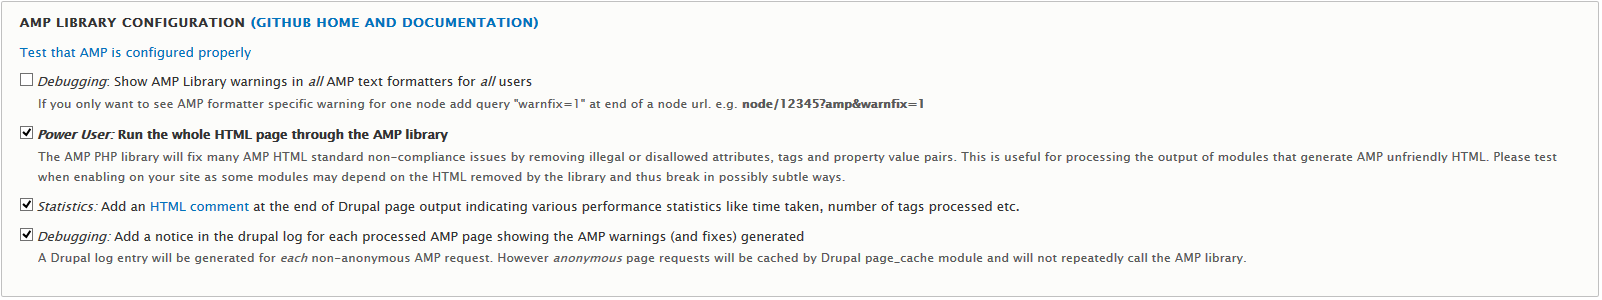 AMP LIBRARY CONFIGURATION (GITHUB HOME AND DOCUMENTATION)
Test that AMP is configured properly
Debugging: Show AMP Library warnings in all AMP text formatters for all users
If you only want to see AMP formatter specific warning for one node add query "warnfix=1" at end of a node url. e.g. node/12345?amp&warnfix=1
Power User: Run the whole HTML page through the AMP library
The AMP PHP library will fix many AMP HTML standard non-compliance issues by removing illegal or disallowed attributes, tags and property value pairs. This is useful for processing the output of modules that generate AMP unfriendly HTML. Please test
when enabling on your site as some modules may depend on the HTML removed by the library and thus break in possibly subtle ways.
Statistics: Add an HTML comment at the end of Drupal page output indicating various performance statistics like time taken, number of tags processed etc.
Debugging: Add a notice in the drupal log for each processed AMP page showing the AMP warnings (and fixes) generated
A Drupal log entry will be generated for each non-anonymous AMP request. However anonymous page requests will be cached by Drupal page_cache module and will not repeatedly call the AMP library.